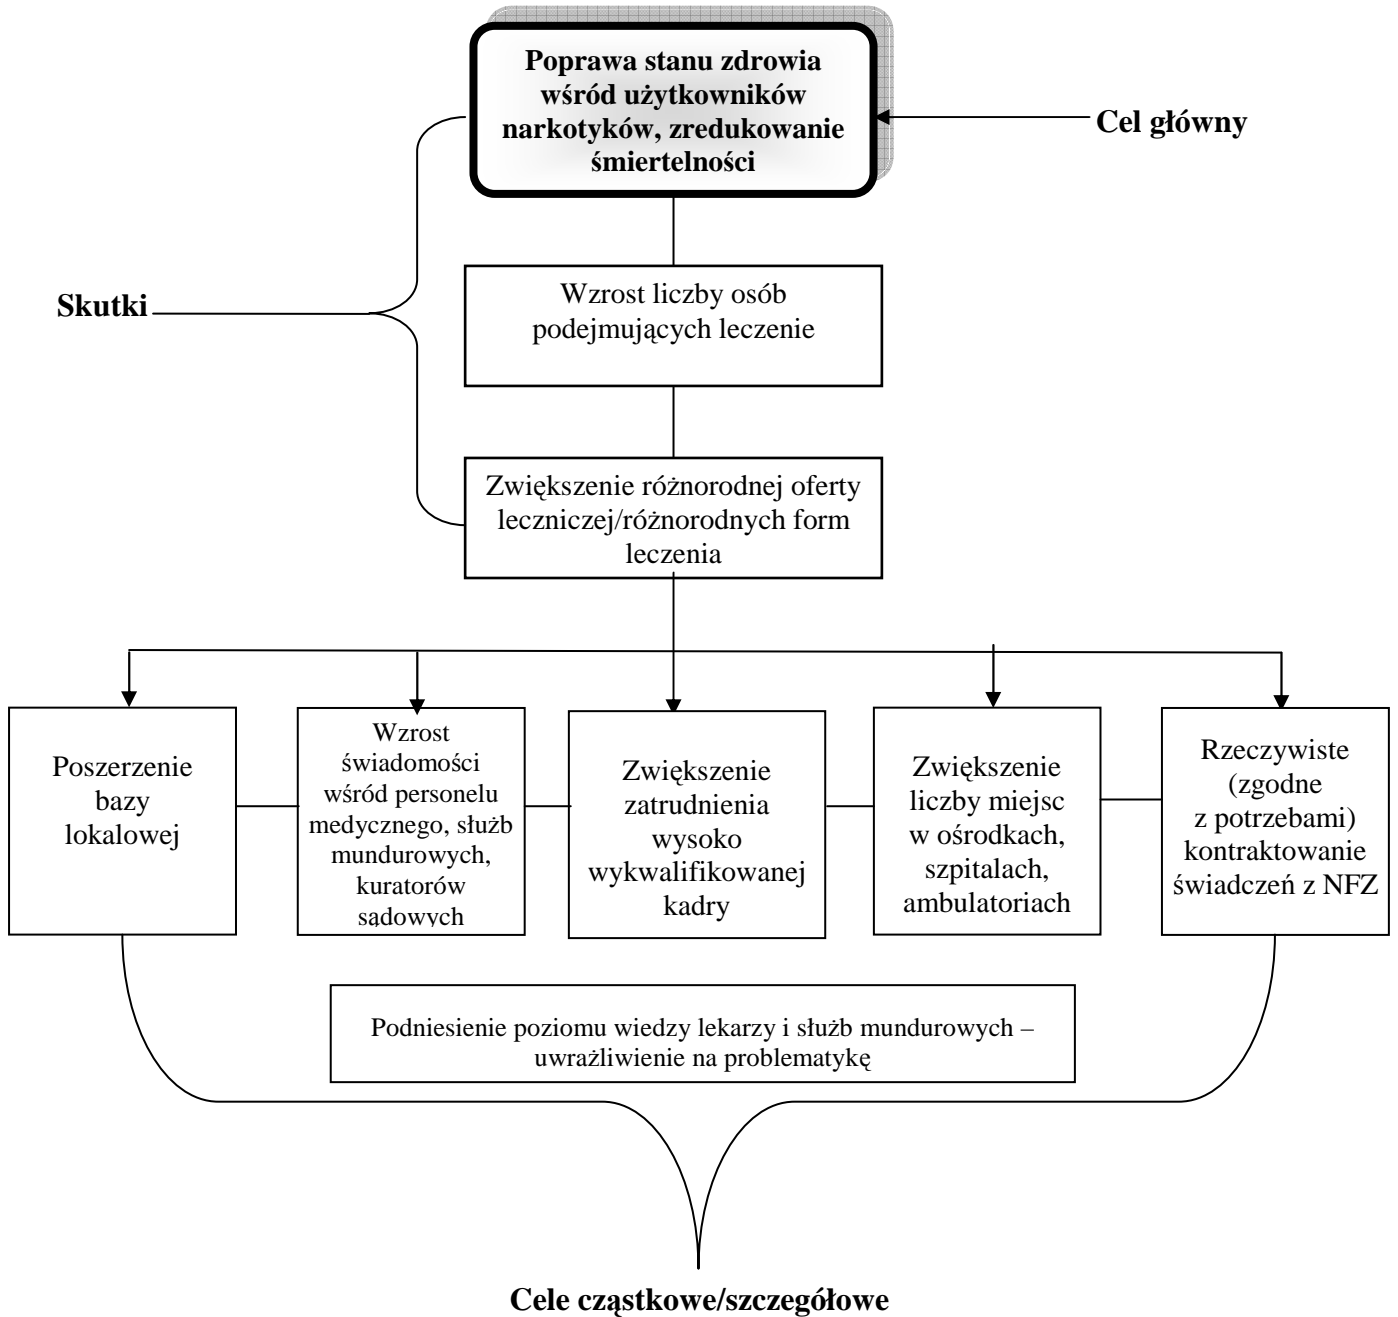 Poprawa stanu zdrowia
wśród użytkowników
narkotyków, zredukowanie
śmiertelności
Cel główny
Skutki
Wzrost liczby osób
podejmujących leczenie
Zwiększenie różnorodnej oferty
leczniczej/różnorodnych form
leczenia
Poszerzenie
bazy
lokalowej
Wzrost
świadomości
wśród personelu
medycznego, służb
mundurowych,
kuratorów
sądowych
Zwiększenie
zatrudnienia
wysoko
wykwalifikowanej
kadry
Zwiększenie
liczby miejsc
w ośrodkach,
szpitalach,
ambulatoriach
Rzeczywiste
(zgodne
z potrzebami)
kontraktowanie
świadczeń z NFZ
Podniesienie poziomu wiedzy lekarzy i służb mundurowych –
uwrażliwienie na problematykę
Cele cząstkowe/szczegółowe